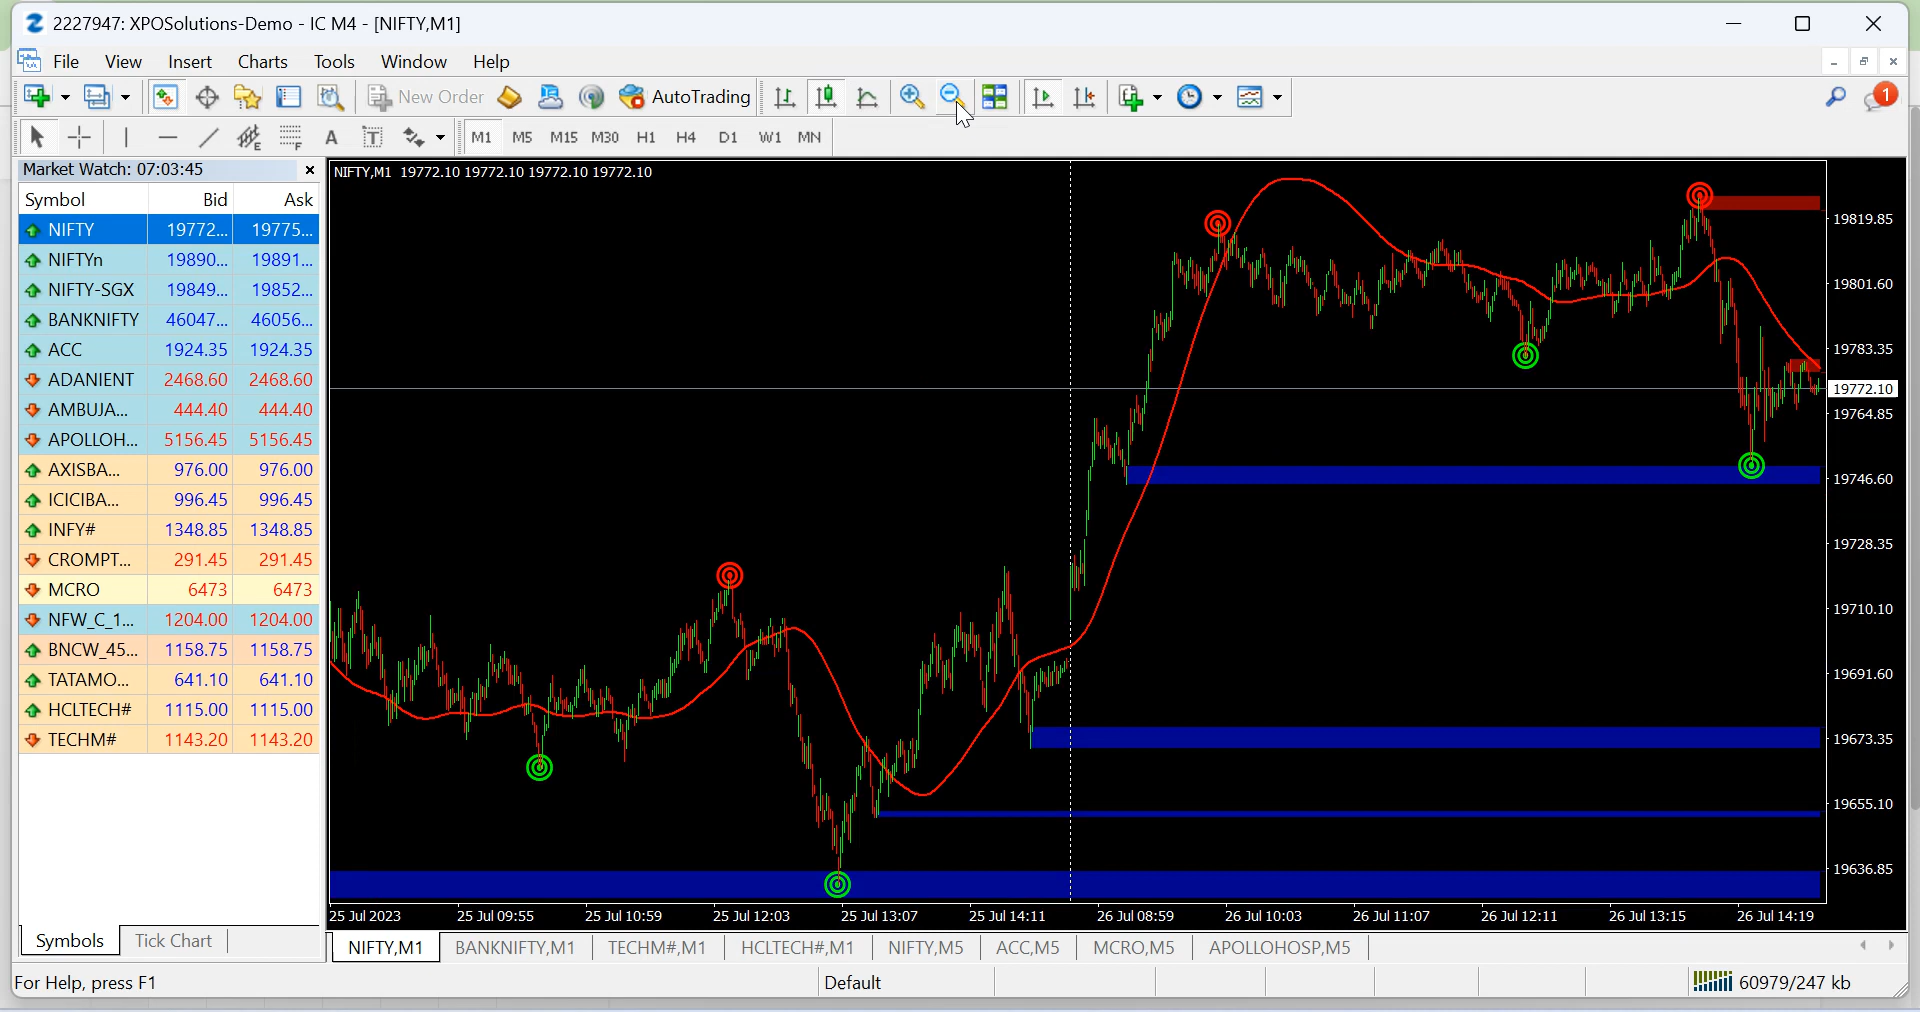 2227947: XPOSolutions-Demo - IC M4 - [NIFTY,M1]
File View Insert Charts Tools Window Help
New Order AutoTrading 1
A T M1 M5 M15 M30 H1 H4 D1 W1 MN
Market Watch: 07:03:45
Symbol Bid Ask
NIFTY 19772... 19775...
NIFTYn 19890... 19891...
NIFTY-SGX 19849... 19852...
BANKNIFTY 46047... 46056...
ACC 1924.35 1924.35
ADANIENT 2468.60 2468.60
AMBUJA... 444.40 444.40
APOLLOH... 5156.45 5156.45
AXISBA... 976.00 976.00
ICICIBA... 996.45 996.45
INFY# 1348.85 1348.85
CROMPT... 291.45 291.45
MCRO 6473 6473
NFW_C_1... 1204.00 1204.00
BNCW_45... 1158.75 1158.75
TATAMO... 641.10 641.10
HCLTECH# 1115.00 1115.00
TECHM# 1143.20 1143.20
Symbols Tick Chart
NIFTY,M1 19772.10 19772.10 19772.10 19772.10
19819.85
19801.60
19783.35
19772.10
19764.85
19746.60
19728.35
19710.10
19691.60
19673.35
19655.10
19636.85
25 Jul 2023 25 Jul 09:55 25 Jul 10:59 25 Jul 12:03 25 Jul 13:07 25 Jul 14:11 26 Jul 08:59 26 Jul 10:03 26 Jul 11:07 26 Jul 12:11 26 Jul 13:15 26 Jul 14:19
NIFTY,M1 BANKNIFTY,M1 TECHM#,M1 HCLTECH#,M1 NIFTY,M5 ACC,M5 MCRO,M5 APOLLOHOSP,M5
For Help, press F1 Default 60979/247 kb